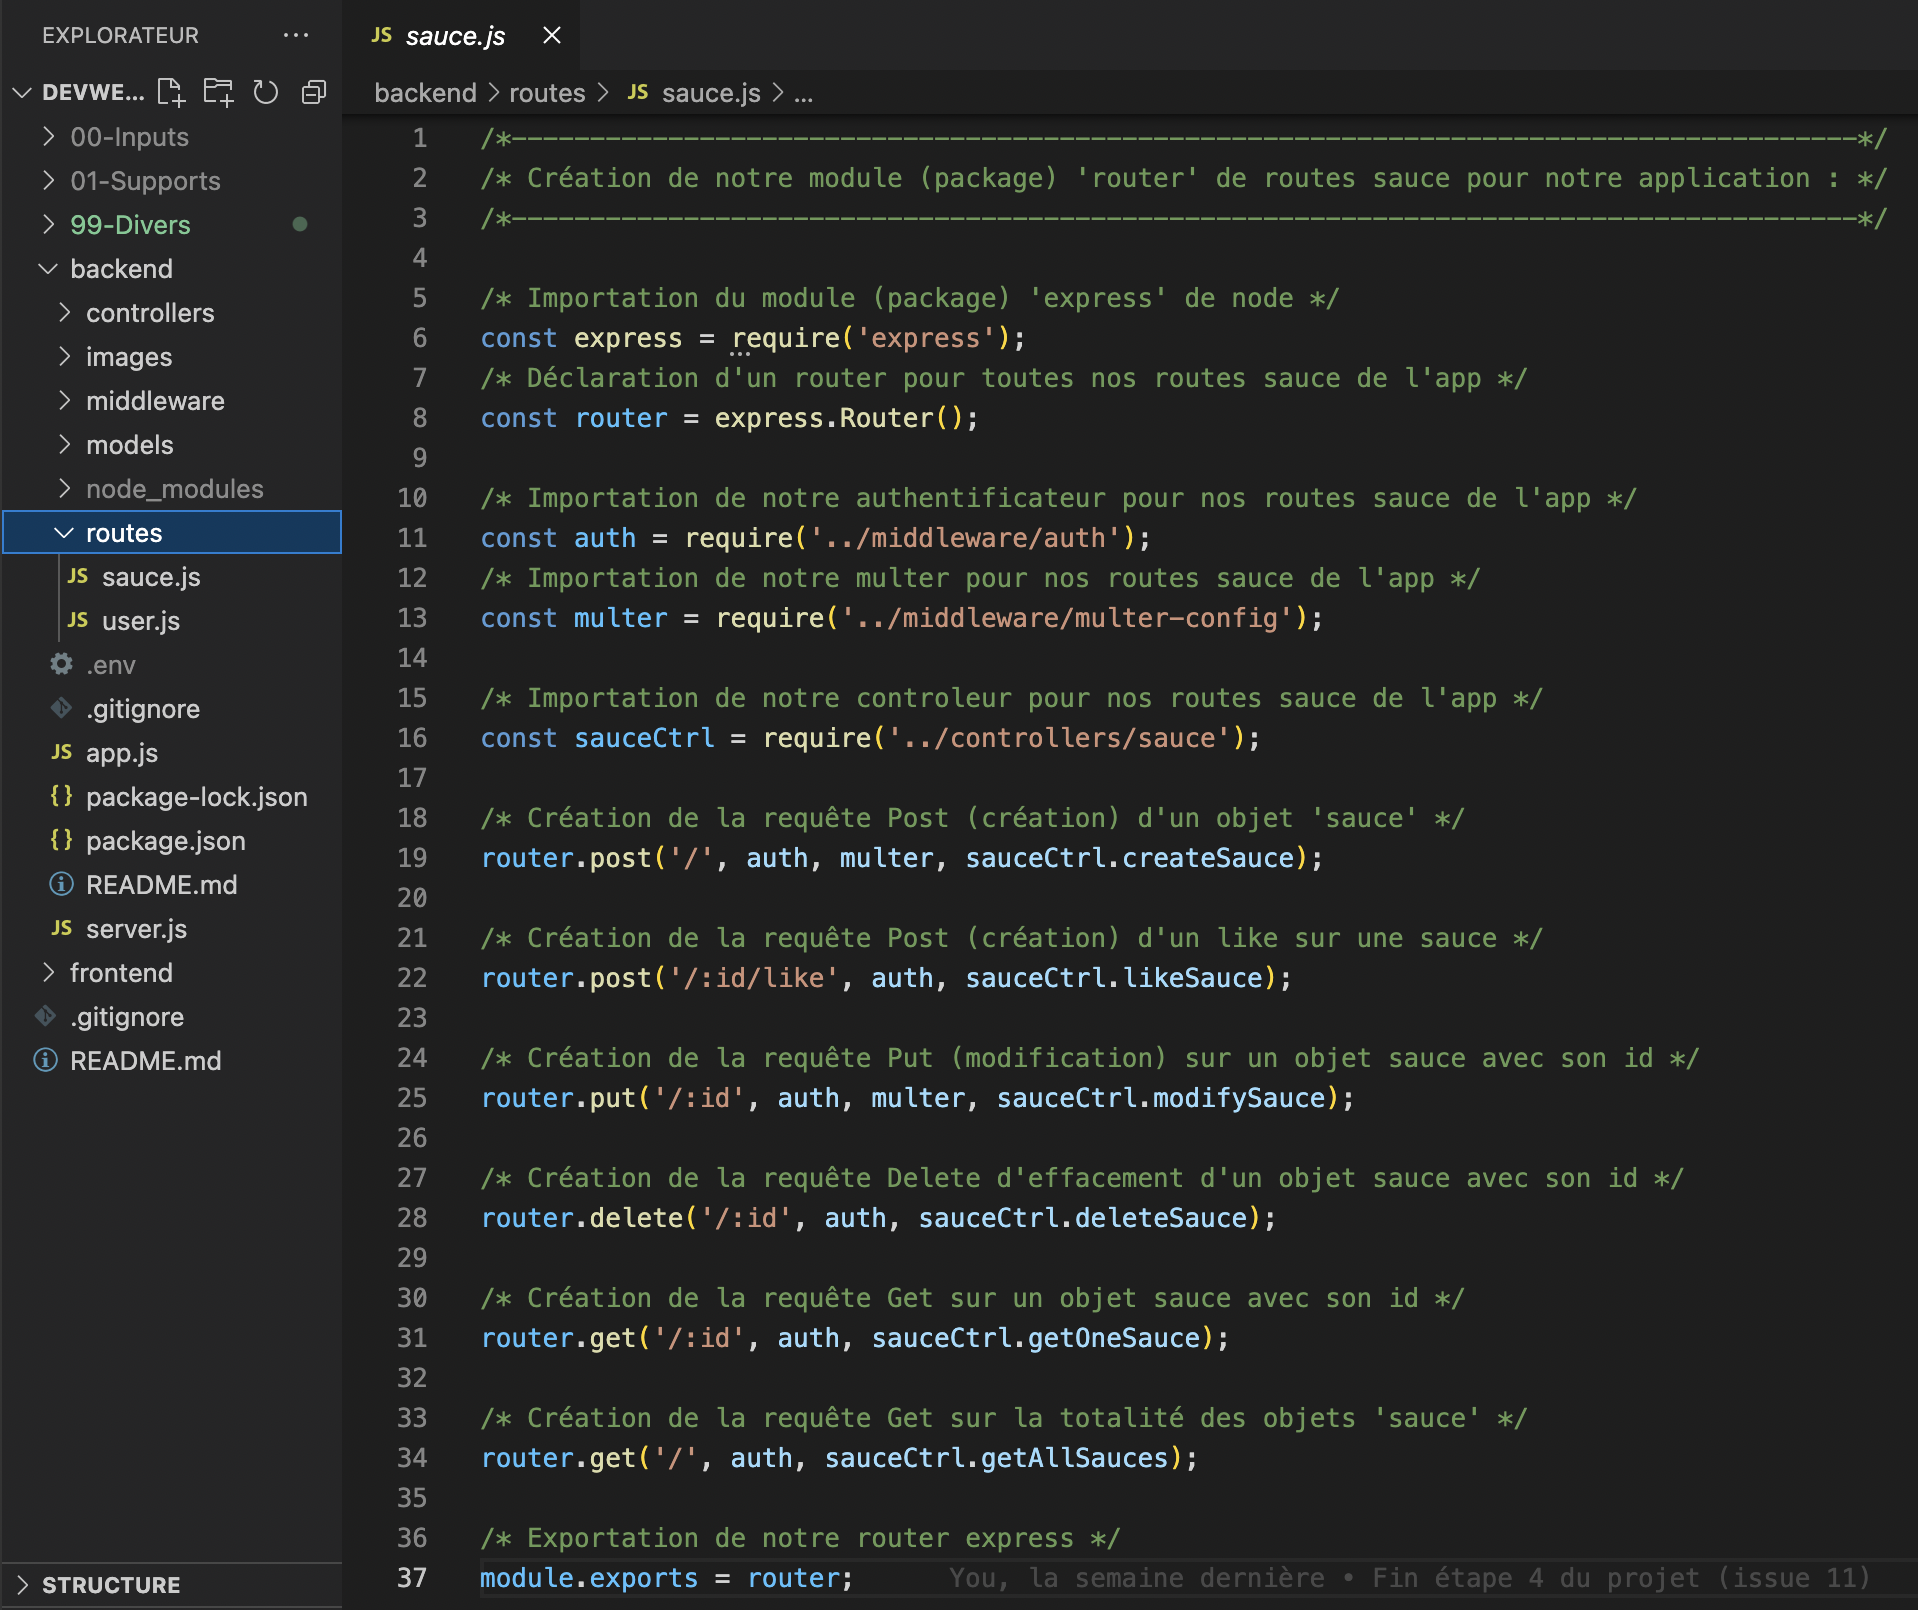 EXPLORATEUR
DEVWE...
00-Inputs
01-Supports
99-Divers
backend
controllers
images
middleware
models
node_modules
routes
JS sauce.js
JS user.js
.env
.gitignore
JS app.js
{} package-lock.json
{} package.json
README.md
JS server.js
frontend
.gitignore
README.md
STRUCTURE
JS sauce.js
backend > routes > JS sauce.js > ...
1 /*--------------------------------------------------------------------------------------*/
2 /* Création de notre module (package) 'router' de routes sauce pour notre application : */
3 /*--------------------------------------------------------------------------------------*/
4
5 /* Importation du module (package) 'express' de node */
6 const express = require('express');
7 /* Déclaration d'un router pour toutes nos routes sauce de l'app */
8 const router = express.Router();
9
10 /* Importation de notre authentificateur pour nos routes sauce de l'app */
11 const auth = require('../middleware/auth');
12 /* Importation de notre multer pour nos routes sauce de l'app */
13 const multer = require('../middleware/multer-config');
14
15 /* Importation de notre controleur pour nos routes sauce de l'app */
16 const sauceCtrl = require('../controllers/sauce');
17
18 /* Création de la requête Post (création) d'un objet 'sauce' */
19 router.post('/', auth, multer, sauceCtrl.createSauce);
20
21 /* Création de la requête Post (création) d'un like sur une sauce */
22 router.post('/:id/like', auth, sauceCtrl.likeSauce);
23
24 /* Création de la requête Put (modification) sur un objet sauce avec son id */
25 router.put('/:id', auth, multer, sauceCtrl.modifySauce);
26
27 /* Création de la requête Delete d'effacement d'un objet sauce avec son id */
28 router.delete('/:id', auth, sauceCtrl.deleteSauce);
29
30 /* Création de la requête Get sur un objet sauce avec son id */
31 router.get('/:id', auth, sauceCtrl.getOneSauce);
32
33 /* Création de la requête Get sur la totalité des objets 'sauce' */
34 router.get('/', auth, sauceCtrl.getAllSauces);
35
36 /* Exportation de notre router express */
37 module.exports = router; You, la semaine dernière • Fin étape 4 du projet (issue 11)